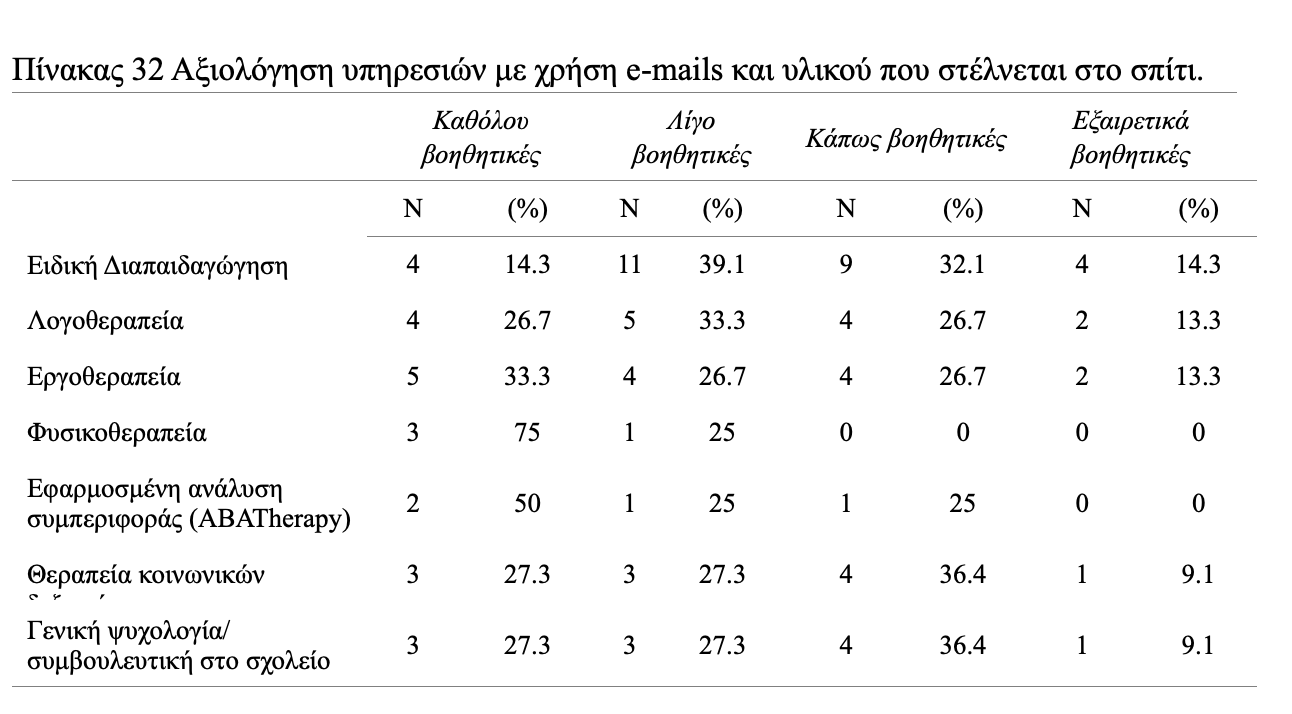 Πίνακας 32 Αξιολόγηση υπηρεσιών με χρήση e-mails και υλικού που στέλνεται στο σπίτι.
Καθόλου βοηθητικές Λίγο βοηθητικές Κάπως βοηθητικές Εξαιρετικά βοηθητικές
N (%) N (%) N (%) N (%)
Ειδική Διαπαιδαγώγηση 4 14.3 11 39.1 9 32.1 4 14.3
Λογοθεραπεία 4 26.7 5 33.3 4 26.7 2 13.3
Εργοθεραπεία 5 33.3 4 26.7 4 26.7 2 13.3
Φυσικοθεραπεία 3 75 1 25 0 0 0 0
Εφαρμοσμένη ανάλυση
συμπεριφοράς (ABATherapy) 2 50 1 25 1 25 0 0
Θεραπεία κοινωνικών 3 27.3 3 27.3 4 36.4 1 9.1
Γενική ψυχολογία/
συμβουλευτική στο σχολείο 3 27.3 3 27.3 4 36.4 1 9.1